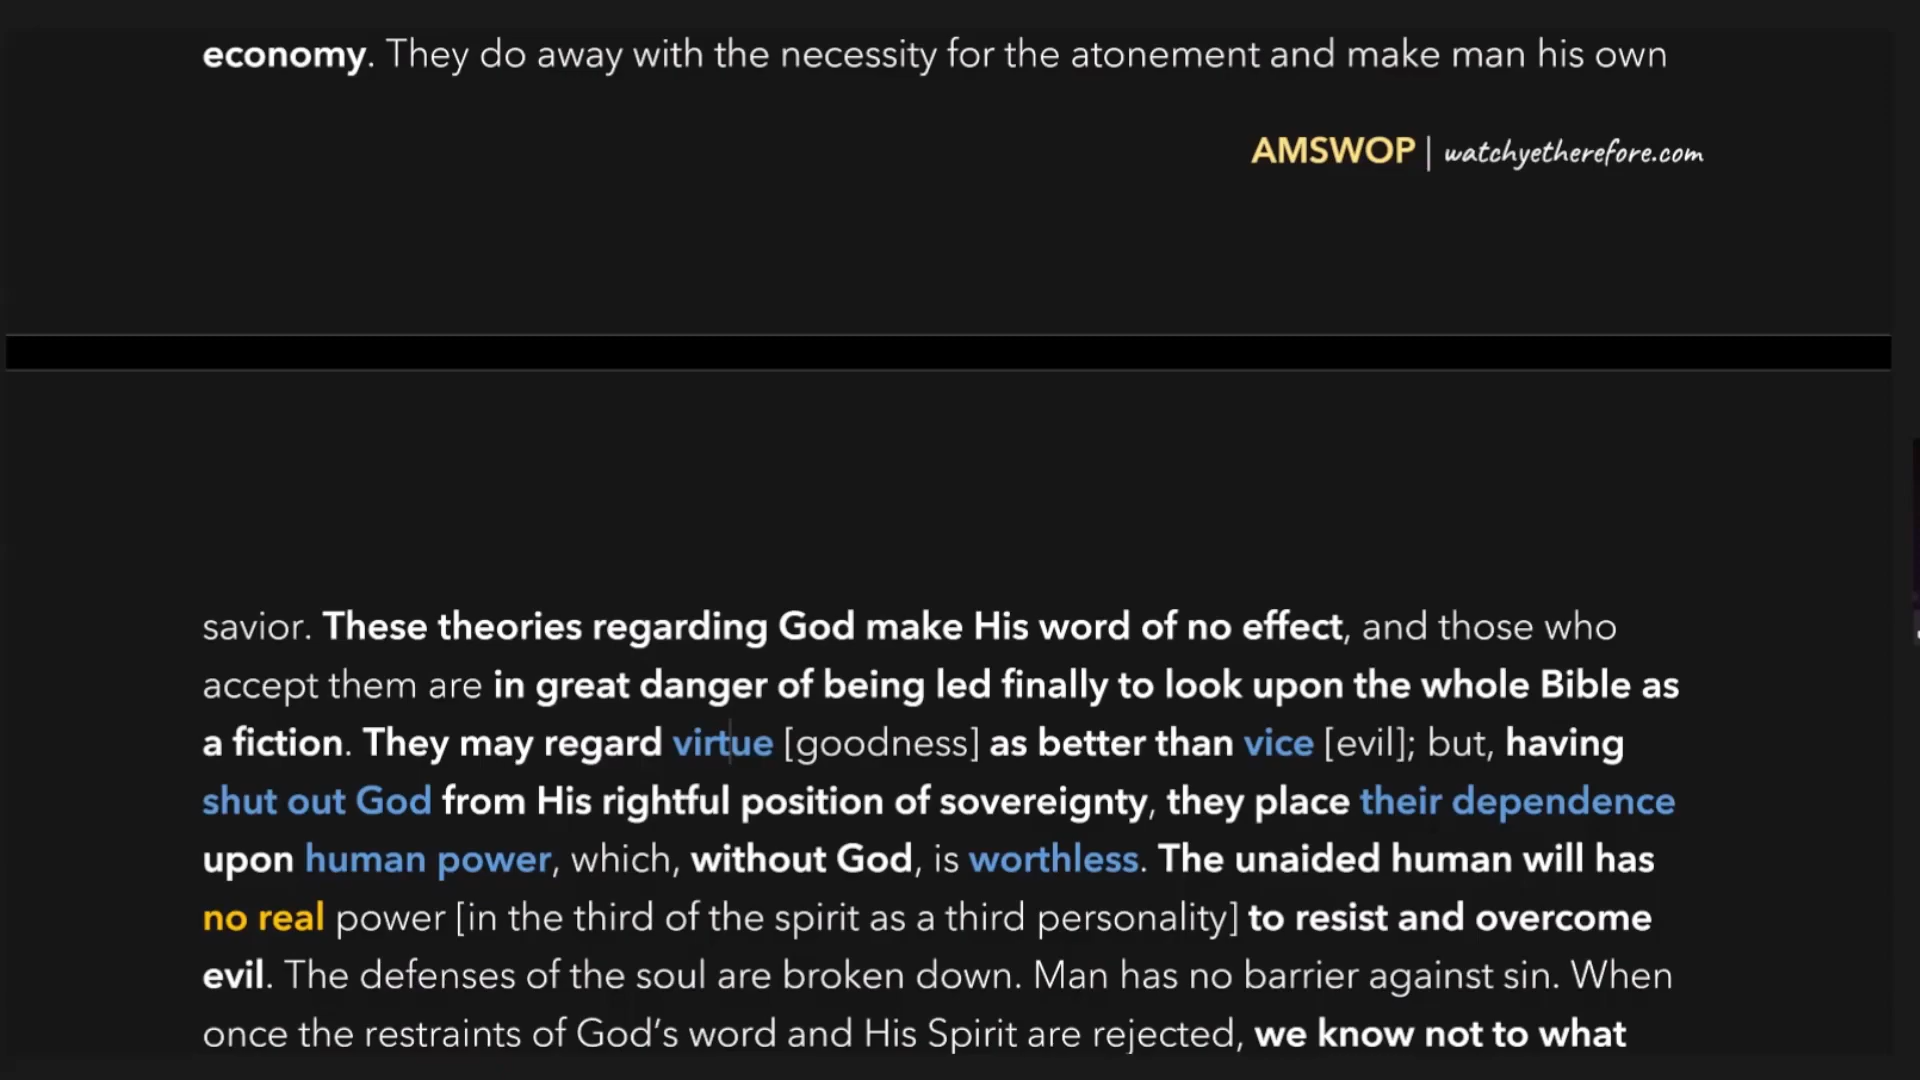 economy. They do away with the necessity for the atonement and make man his own
AMSWOP | watchyetherefore.com
savior. These theories regarding God make His word of no effect, and those who
accept them are in great danger of being led finally to look upon the whole Bible as
a fiction. They may regard virtue [goodness] as better than vice [evil]; but, having
shut out God from His rightful position of sovereignty, they place their dependence
upon human power, which, without God, is worthless. The unaided human will has
no real power [in the third of the spirit as a third personality] to resist and overcome
evil. The defenses of the soul are broken down. Man has no barrier against sin. When
once the restraints of God’s word and His Spirit are rejected, we know not to what